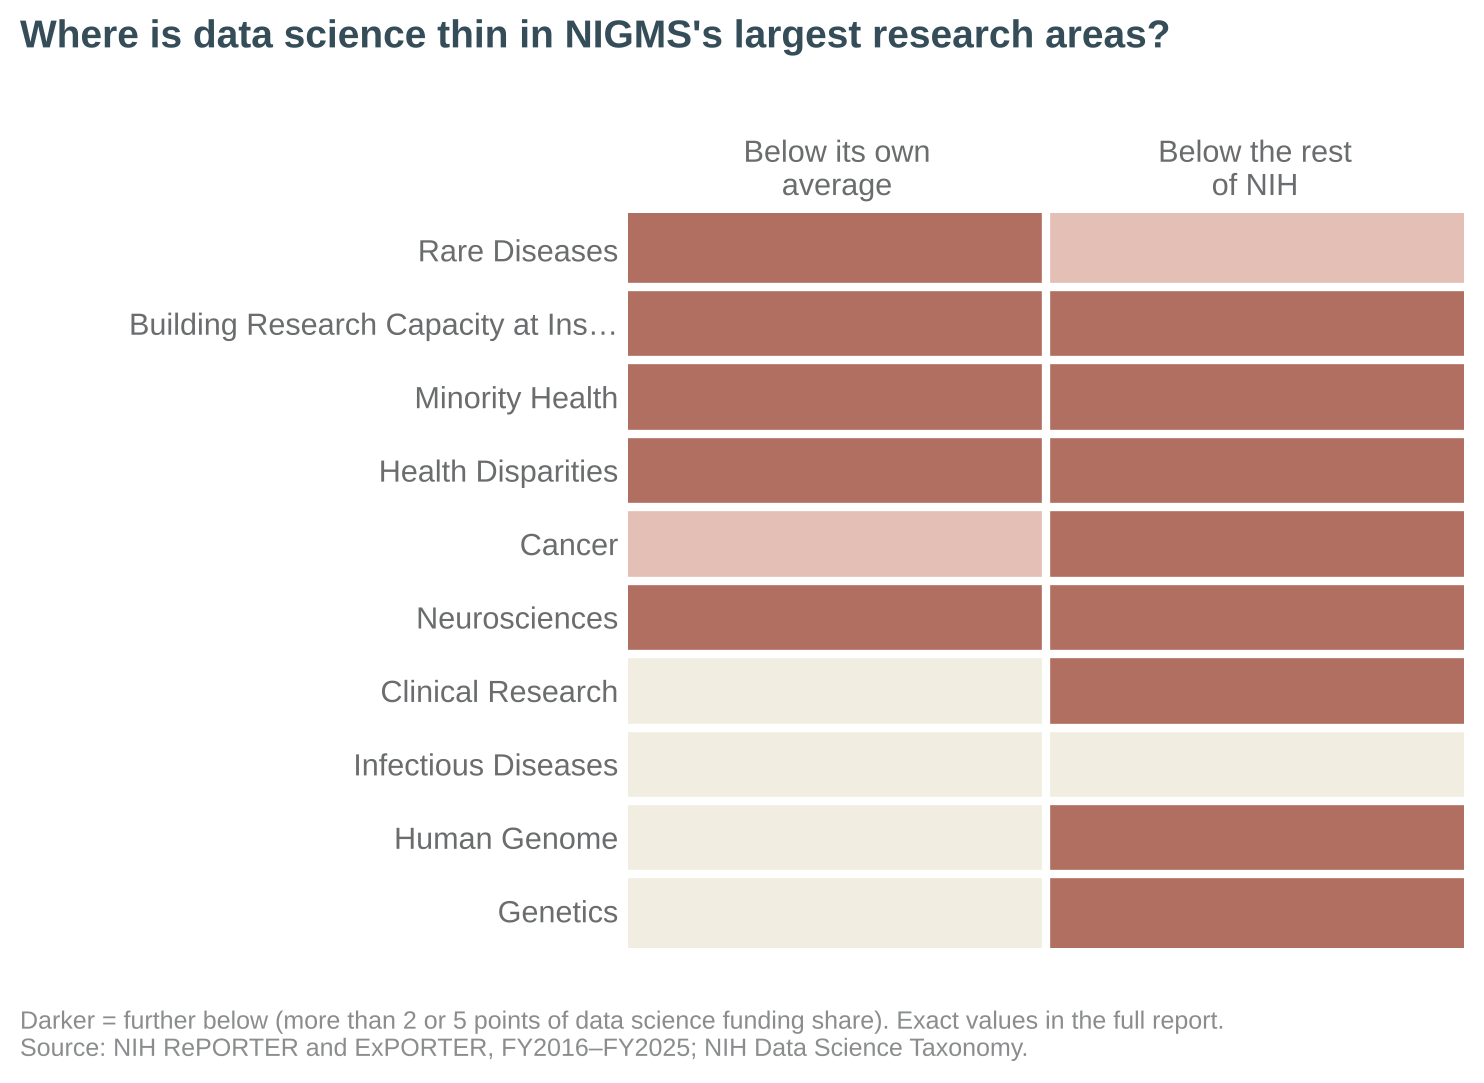 Where is data science thin in NIGMS's largest research areas?
Below its own
average
Below the rest
of NIH
Rare Diseases
Building Research Capacity at Ins…
Minority Health
Health Disparities
Cancer
Neurosciences
Clinical Research
Infectious Diseases
Human Genome
Genetics
Darker = further below (more than 2 or 5 points of data science funding share). Exact values in the full report.
Source: NIH RePORTER and ExPORTER, FY2016–FY2025; NIH Data Science Taxonomy.